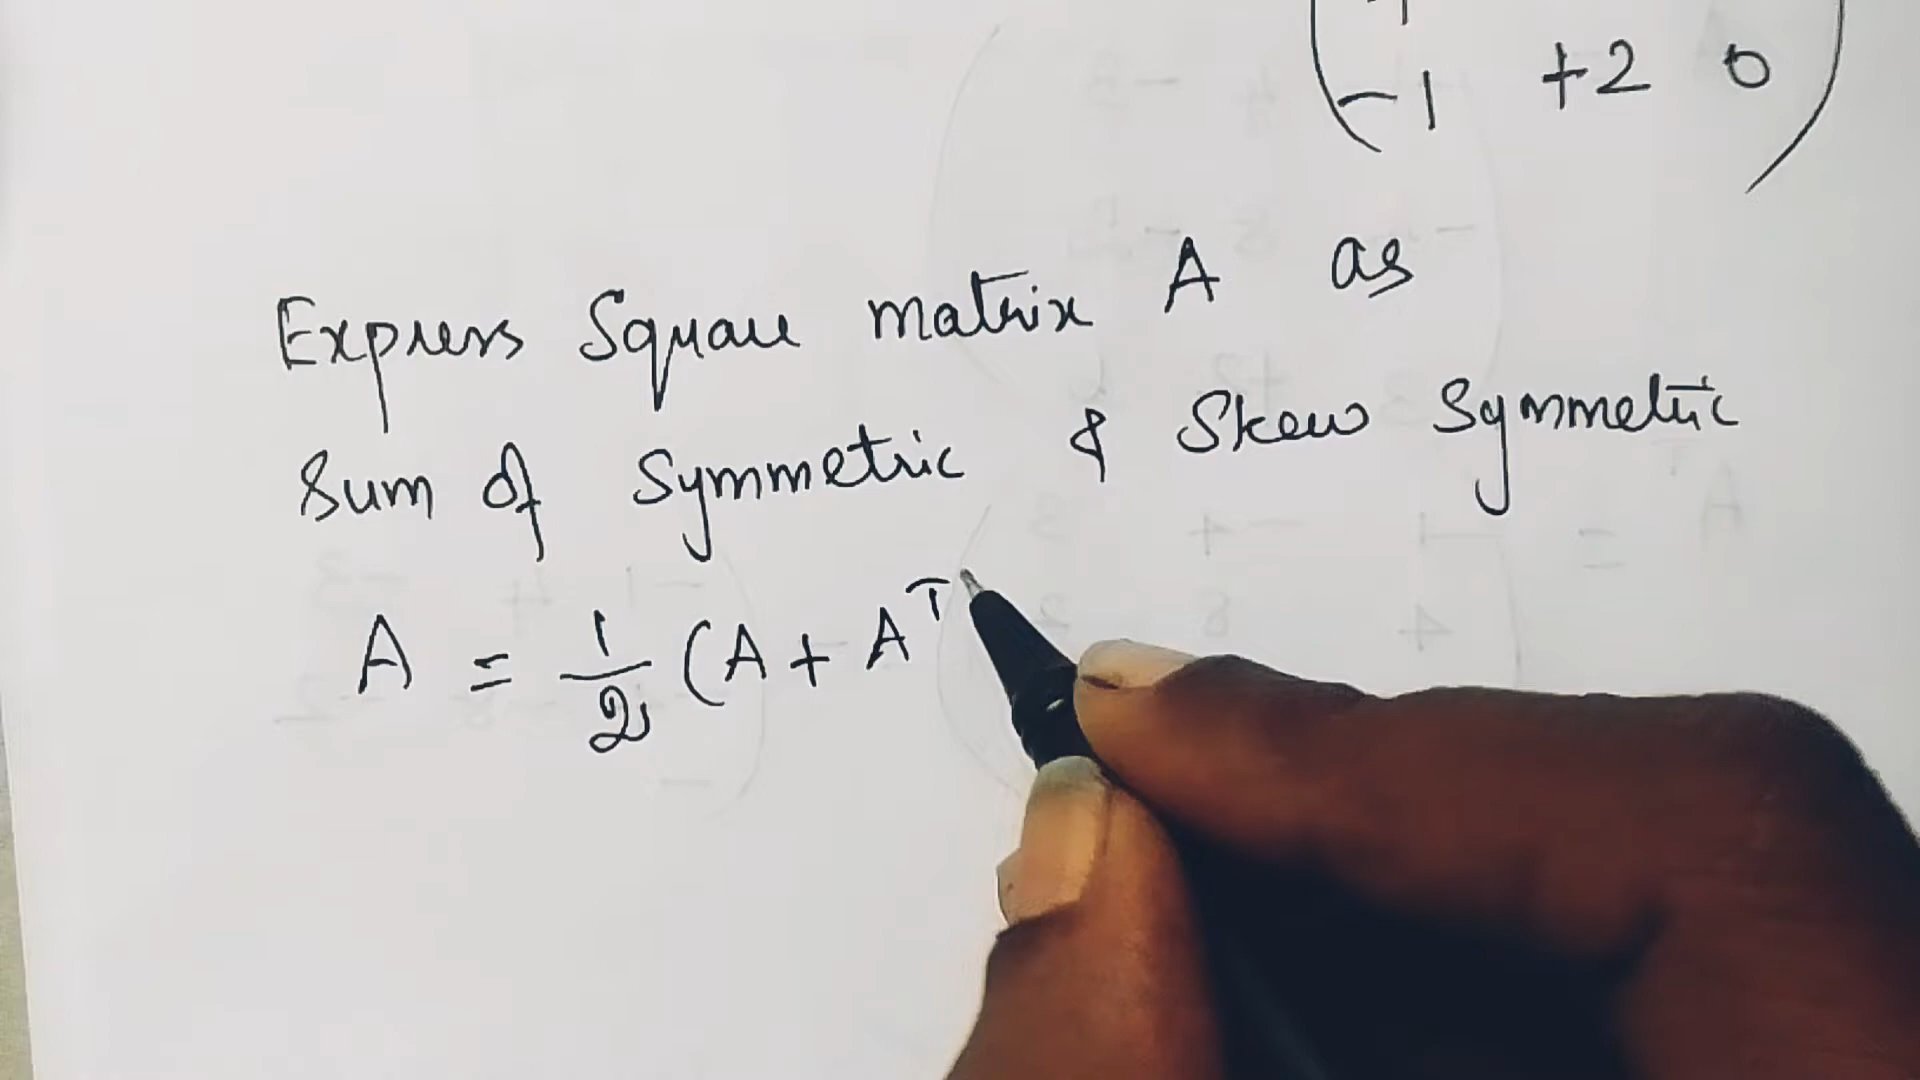 -1 +2 0
Express Square matrix A as
Sum of Symmetric & Skew Symmetric
A = 1/2 (A + A^T